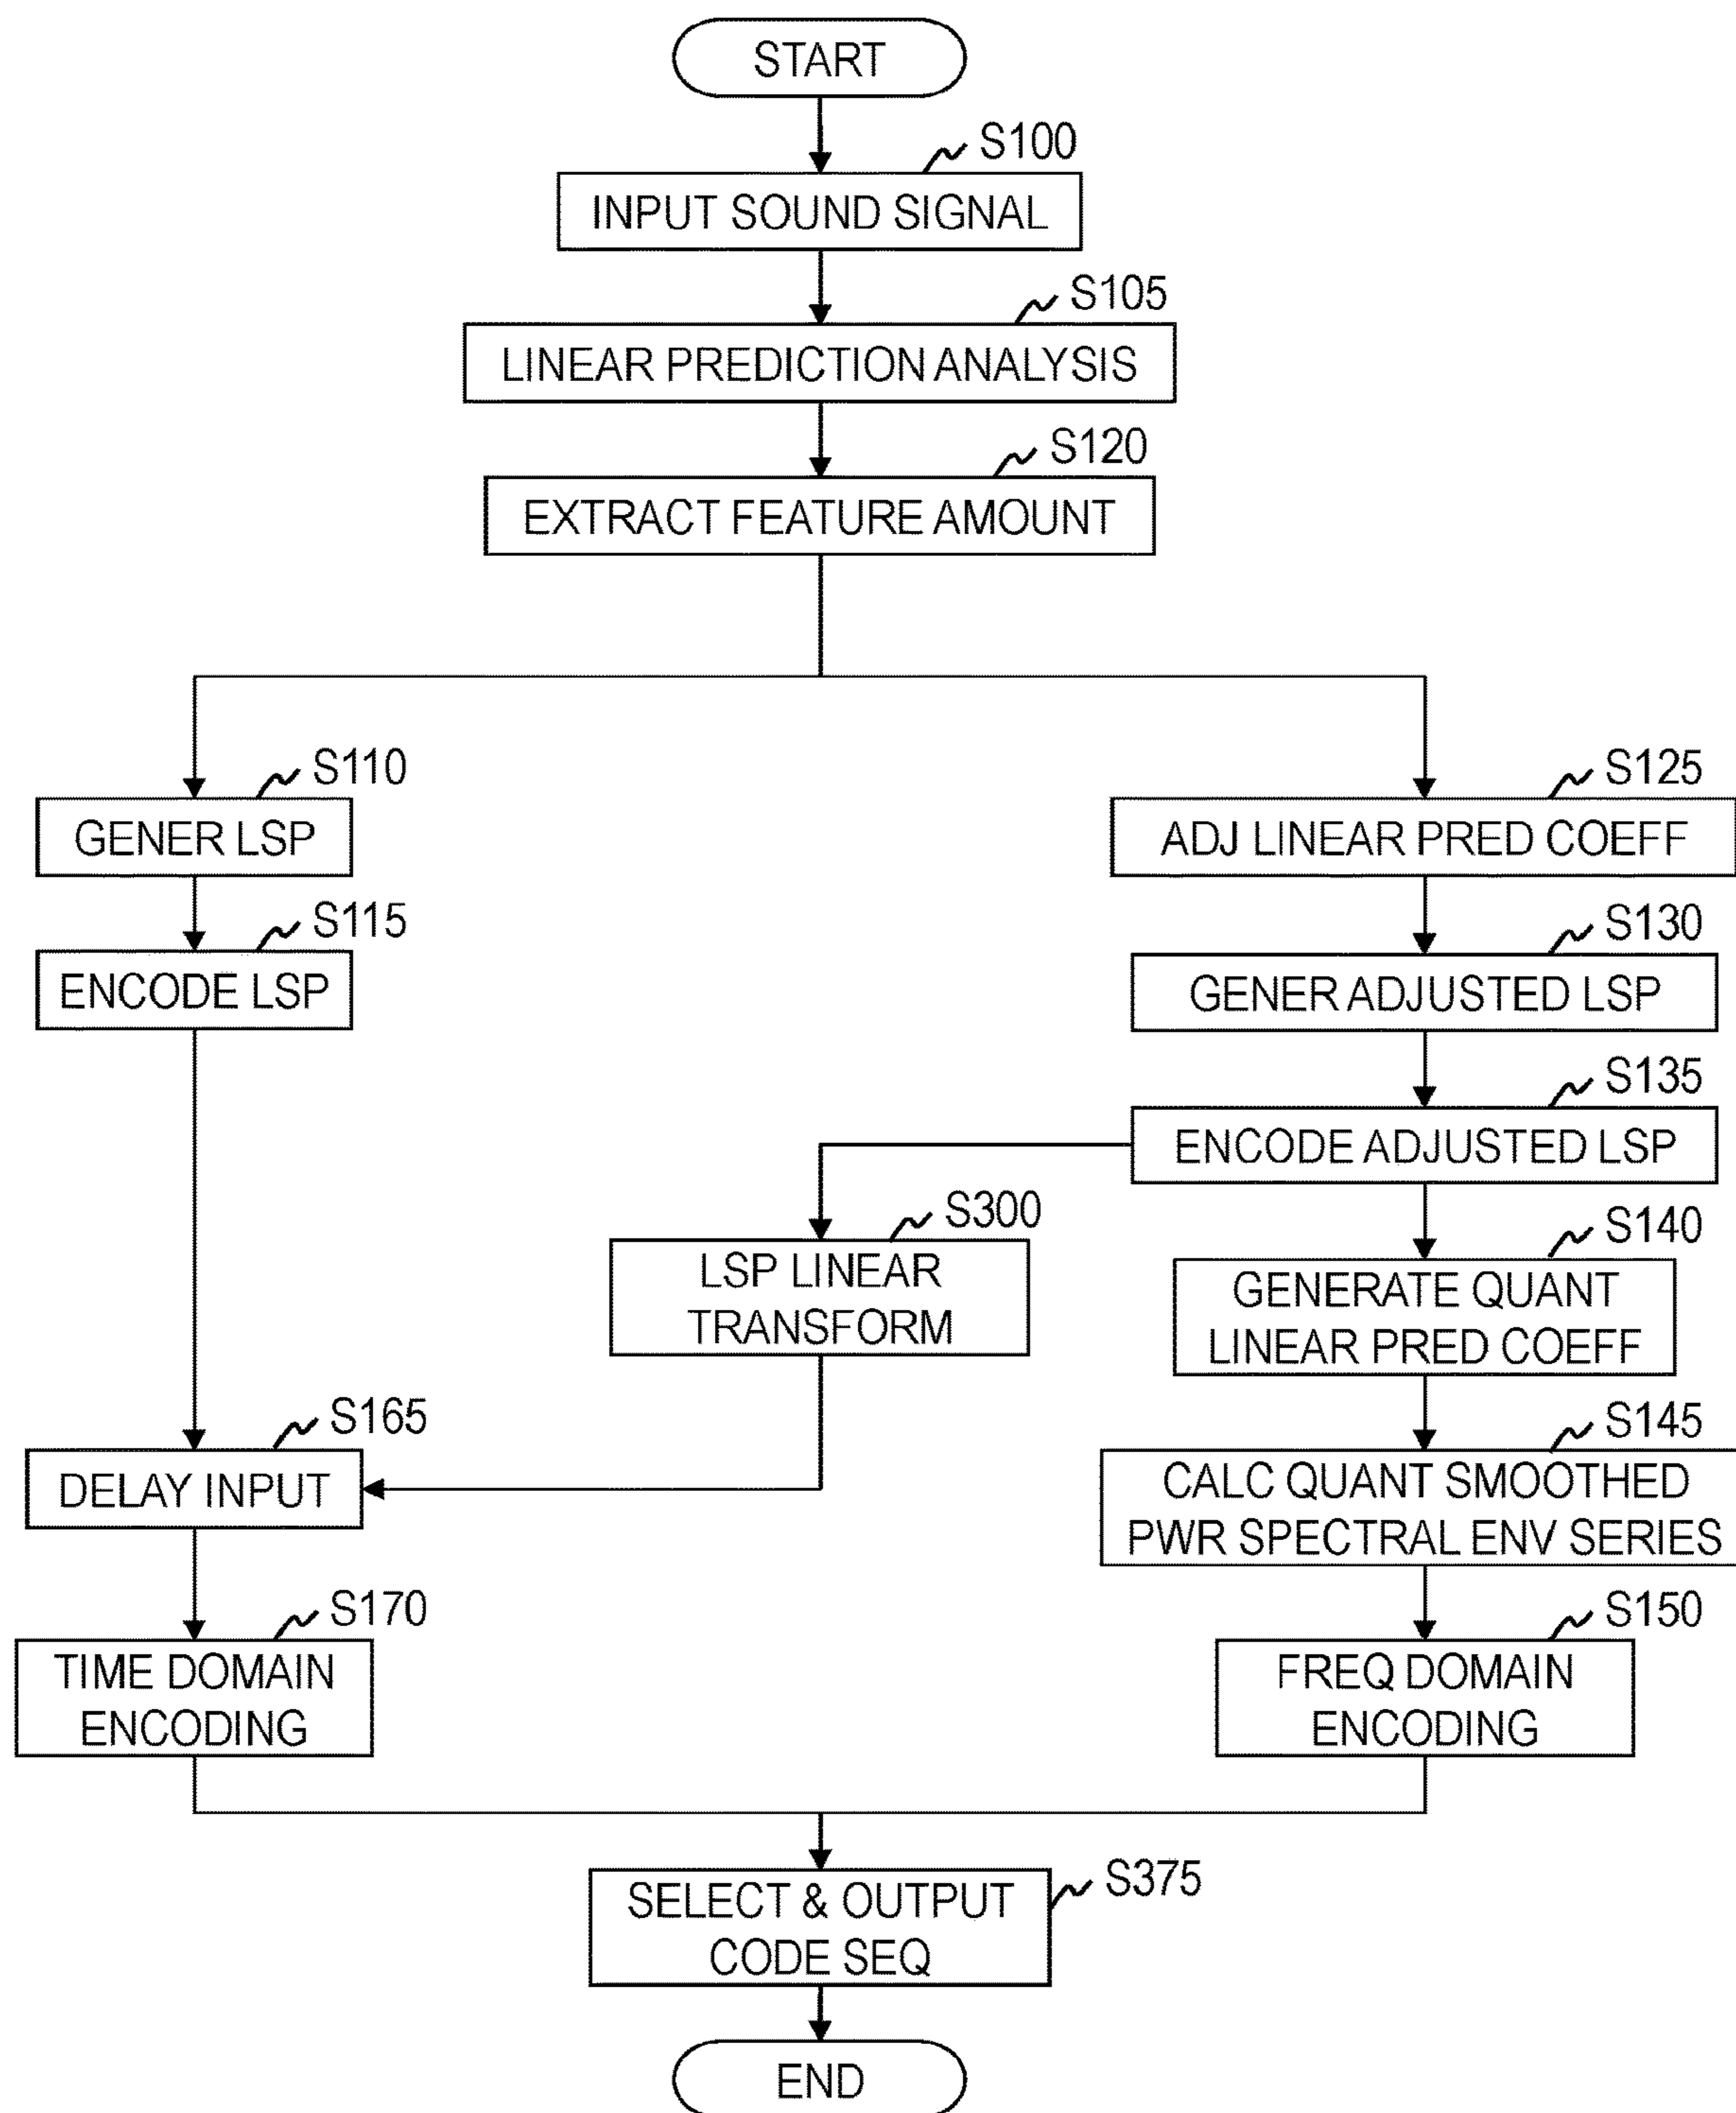 START
S100
INPUT SOUND SIGNAL
S105
LINEAR PREDICTION ANALYSIS
S120
EXTRACT FEATURE AMOUNT
S110
GENER LSP
S115
ENCODE LSP
S125
ADJ LINEAR PRED COEFF
S130
GENER ADJUSTED LSP
S135
ENCODE ADJUSTED LSP
S300
LSP LINEAR
TRANSFORM
S140
GENERATE QUANT
LINEAR PRED COEFF
S165
DELAY INPUT
S145
CALC QUANT SMOOTHED
PWR SPECTRAL ENV SERIES
S170
TIME DOMAIN
ENCODING
S150
FREQ DOMAIN
ENCODING
S375
SELECT & OUTPUT
CODE SEQ
END